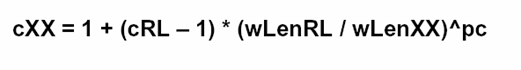 cXX = 1 + (cRL – 1) * (wLenRL / wLenXX)^pc